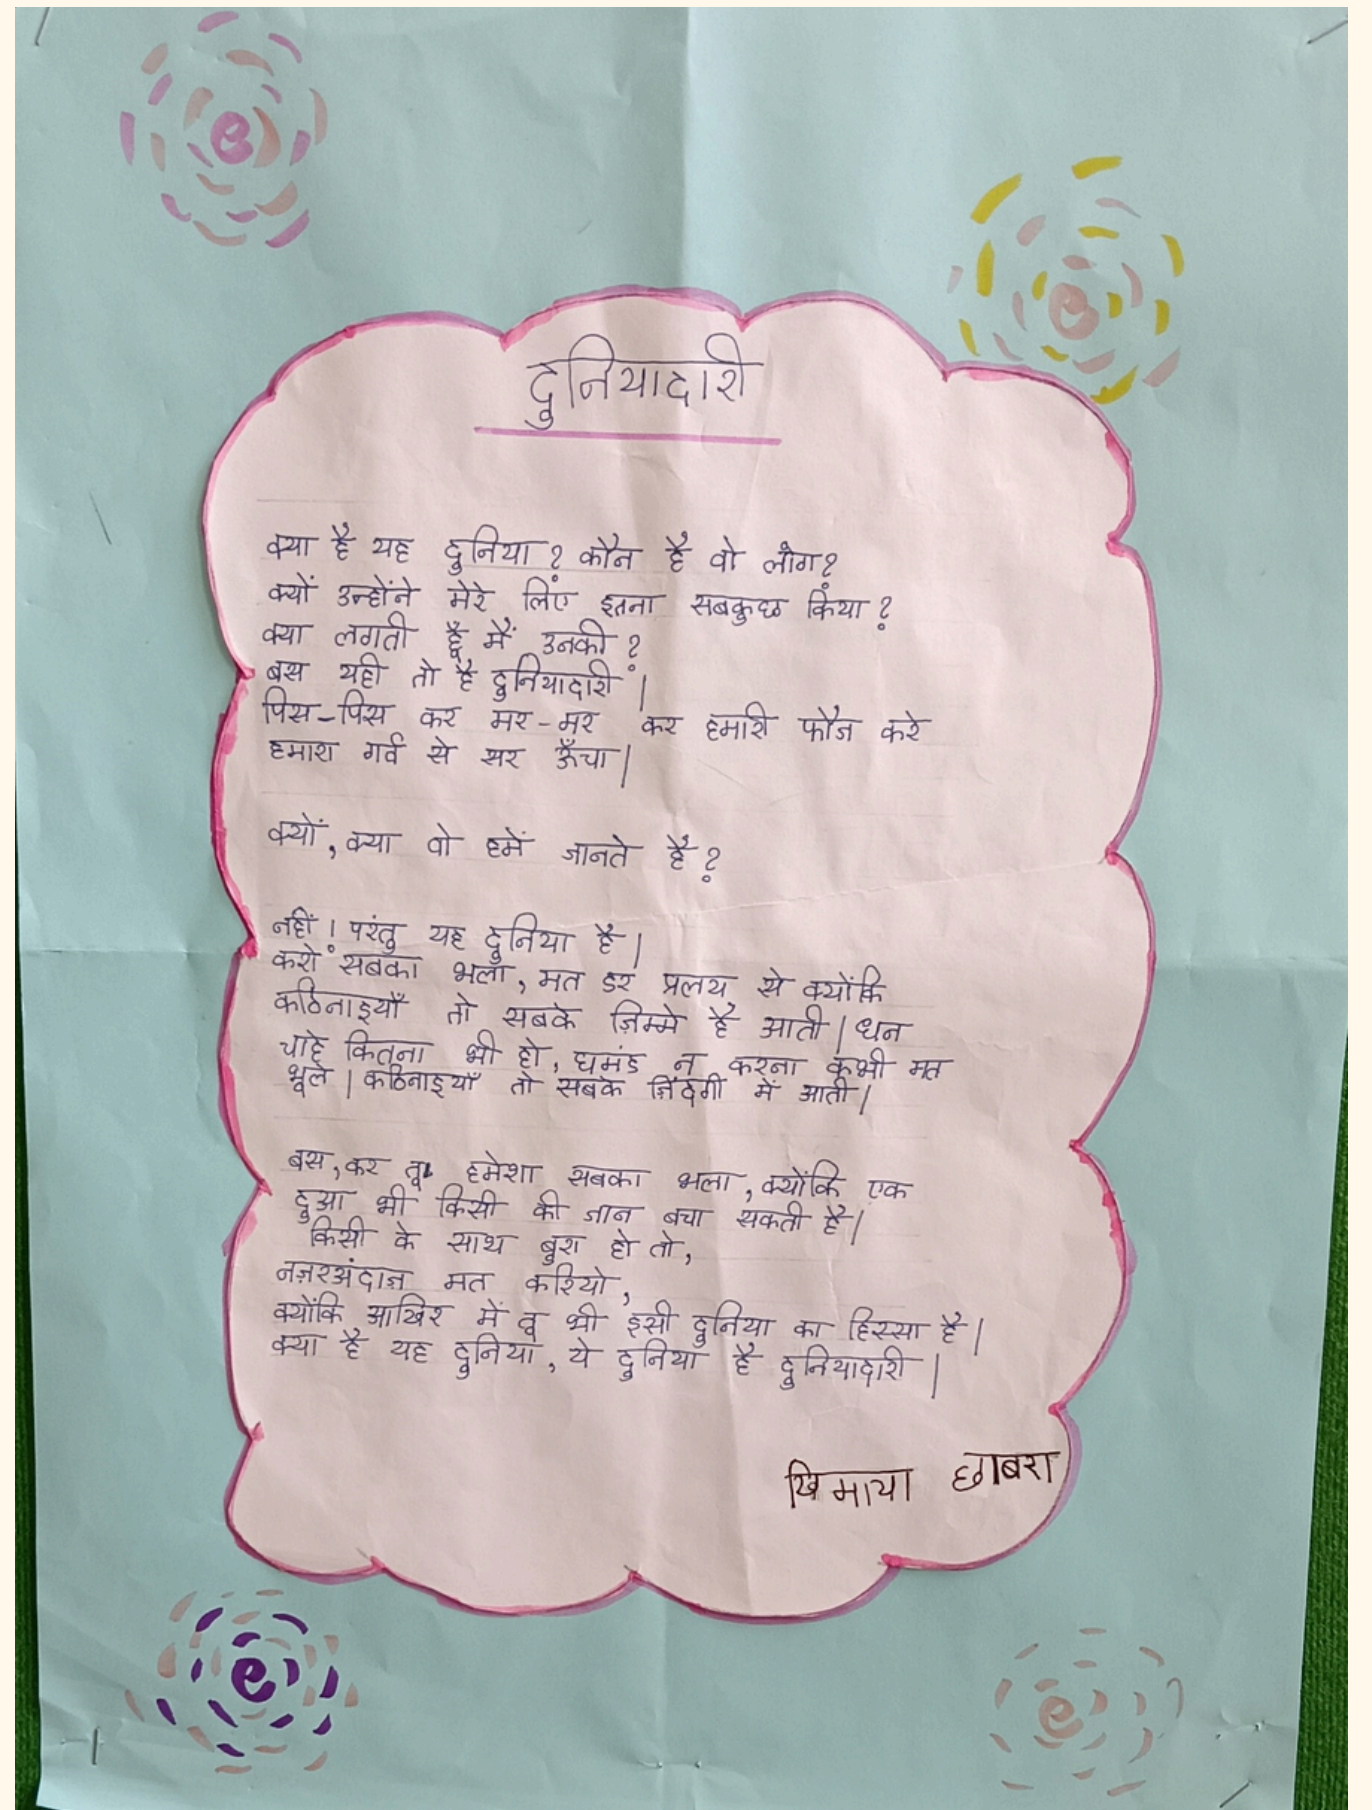 दुनियादारी
क्या है यह दुनिया? कौन है वो लोग?
क्यों उन्होंने मेरे लिए इतना सबकुछ किया?
क्या लगती हूँ मैं उनकी?
बस यही तो है दुनियादारी।
पिस-पिस कर मर-मर कर हमारी फौज करे
हमारा गर्व से सर ऊँचा।
क्यों, क्या वो हमें जानते है?
नहीं। परंतु यह दुनिया है।
करो सबका भला, मत डर प्रलय से क्योंकि
कठिनाइयाँ तो सबके ज़िम्मे है आती। धन
चाहे कितना भी हो, घमंड न करना कभी मत
भूले। कठिनाइयाँ तो सबके ज़िंदगी में आती।
बस, कर तू हमेशा सबका भला, क्योंकि एक
दुआ भी किसी की जान बचा सकती है।
किसी के साथ बुरा हो तो,
नज़रअंदाज़ मत करियो,
क्योंकि आखिर में तू भी इसी दुनिया का हिस्सा है।
क्या है यह दुनिया, ये दुनिया है दुनियादारी।
खिमाया छाबरा